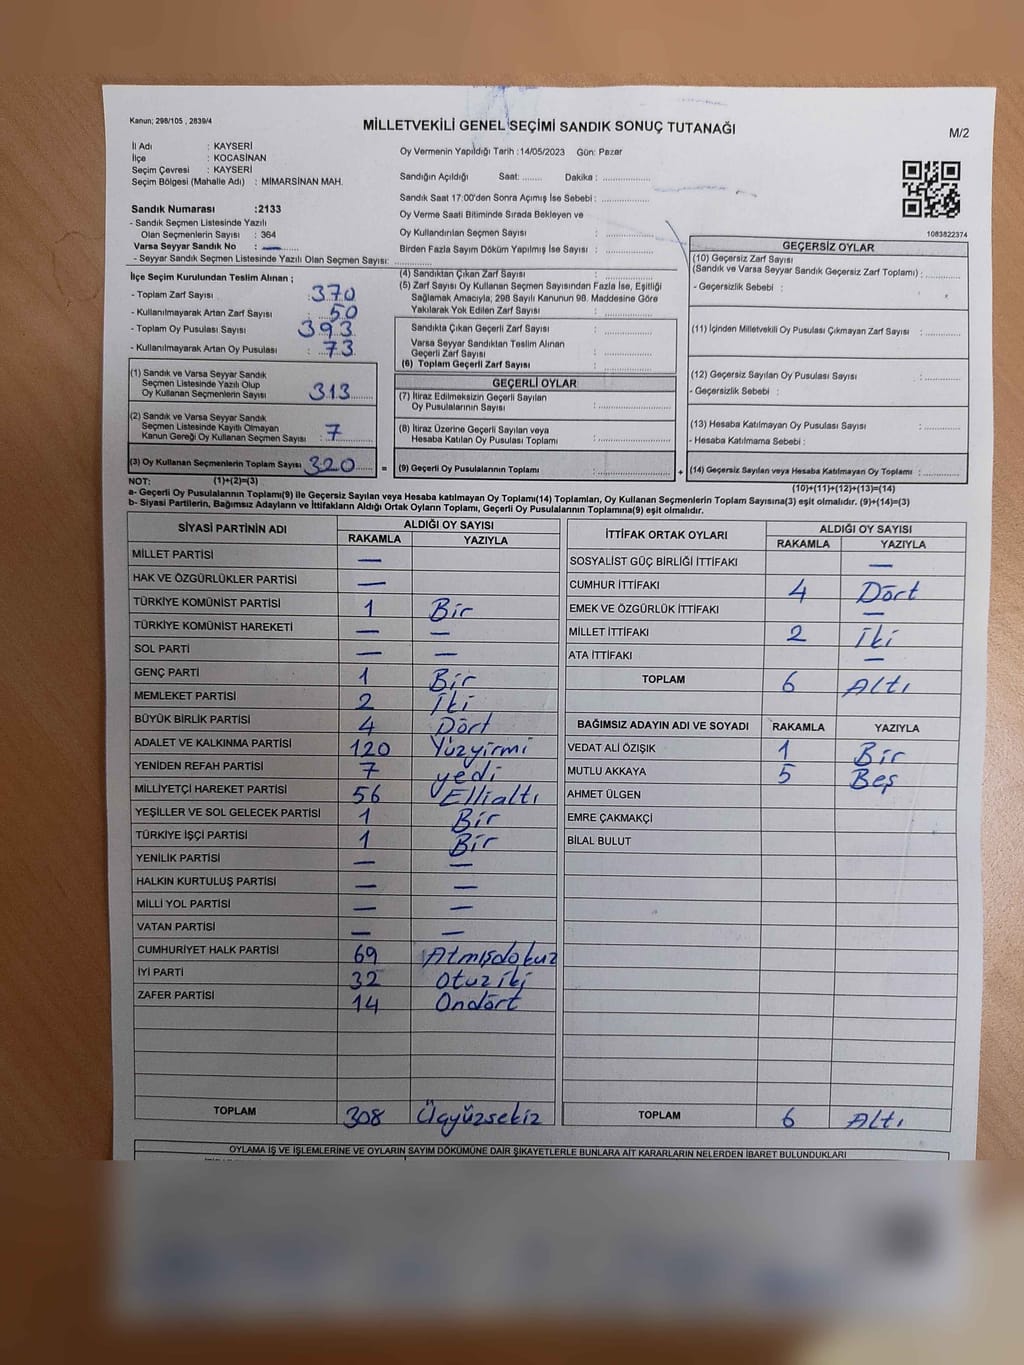 Kanun; 298/105 , 2839/4
MİLLETVEKİLİ GENEL SEÇİMİ SANDIK SONUÇ TUTANAĞI
M/2
İl Adı : KAYSERİ
İlçe : KOCASİNAN
Seçim Çevresi : KAYSERİ
Seçim Bölgesi (Mahalle Adı) : MİMARSİNAN MAH.
Sandık Numarası :2133
- Sandık Seçmen Listesinde Yazılı
Olan Seçmenlerin Sayısı : 364
Varsa Seyyar Sandık No : —
- Seyyar Sandık Seçmen Listesinde Yazılı Olan Seçmen Sayısı: ............
Oy Vermenin Yapıldığı Tarih :14/05/2023 Gün: Pazar
Sandığın Açıldığı Saat: ........ Dakika : ...............
Sandık Saat 17:00'den Sonra Açımış İse Sebebi : ...............
Oy Verme Saati Bitiminde Sırada Bekleyen ve
Oy Kullandırılan Seçmen Sayısı : ...............
Birden Fazla Sayım Döküm Yapılmış İse Sayısı : ...............
1083822374
İlçe Seçim Kurulundan Teslim Alınan ;
- Toplam Zarf Sayısı : 370
- Kullanılmayarak Artan Zarf Sayısı : 50
- Toplam Oy Pusulası Sayısı : 393
- Kullanılmayarak Artan Oy Pusulası : 73
(1) Sandık ve Varsa Seyyar Sandık
Seçmen Listesinde Yazılı Olup
Oy Kullanan Seçmenlerin Sayısı : 313
(2) Sandık ve Varsa Seyyar Sandık
Seçmen Listesinde Kayıtlı Olmayan
Kanun Gereği Oy Kullanan Seçmen Sayısı : 7
(3) Oy Kullanan Seçmenlerin Toplam Sayısı : 320 =
(4) Sandıktan Çıkan Zarf Sayısı : ...............
(5) Zarf Sayısı Oy Kullanan Seçmen Sayısından Fazla İse, Eşitliği
Sağlamak Amacıyla, 298 Sayılı Kanunun 98. Maddesine Göre
Yakılarak Yok Edilen Zarf Sayısı : ...............
Sandıkta Çıkan Geçerli Zarf Sayısı : ...............
Varsa Seyyar Sandıktan Teslim Alınan
Geçerli Zarf Sayısı : ...............
(6) Toplam Geçerli Zarf Sayısı : ...............
GEÇERLİ OYLAR
(7) İtiraz Edilmeksizin Geçerli Sayılan
Oy Pusulalarının Sayısı : ...............
(8) İtiraz Üzerine Geçerli Sayılan veya
Hesaba Katılan Oy Pusulası Toplamı : ...............
(9) Geçerli Oy Pusulalarının Toplamı : ............... +
GEÇERSİZ OYLAR
(10) Geçersiz Zarf Sayısı
(Sandık ve Varsa Seyyar Sandık Geçersiz Zarf Toplamı) : ...........
- Geçersizlik Sebebi :
(11) İçinden Milletvekili Oy Pusulası Çıkmayan Zarf Sayısı : ...........
(12) Geçersiz Sayılan Oy Pusulası Sayısı : ...........
- Geçersizlik Sebebi :
(13) Hesaba Katılmayan Oy Pusulası Sayısı : ...........
- Hesaba Katılmama Sebebi :
(14) Geçersiz Sayılan veya Hesaba Katılmayan Oy Toplamı : ...........
NOT: (1)+(2)=(3)
(10)+(11)+(12)+(13)=(14)
a- Geçerli Oy Pusulalarının Toplamı(9) ile Geçersiz Sayılan veya Hesaba katılmayan Oy Toplamı(14) Toplamları, Oy Kullanan Seçmenlerin Toplam Sayısına(3) eşit olmalıdır. (9)+(14)=(3)
b- Siyasi Partilerin, Bağımsız Adayların ve İttifakların Aldığı Ortak Oyların Toplamı, Geçerli Oy Pusulalarının Toplamına(9) eşit olmalıdır.
SİYASİ PARTİNİN ADI ALDIĞI OY SAYISI
RAKAMLA YAZIYLA
MİLLET PARTİSİ —
HAK VE ÖZGÜRLÜKLER PARTİSİ —
TÜRKİYE KOMÜNİST PARTİSİ 1 Bir
TÜRKİYE KOMÜNİST HAREKETİ — —
SOL PARTİ — —
GENÇ PARTİ 1 Bir
MEMLEKET PARTİSİ 2 İki
BÜYÜK BİRLİK PARTİSİ 4 Dört
ADALET VE KALKINMA PARTİSİ 120 Yüzyirmi
YENİDEN REFAH PARTİSİ 7 yedi
MİLLİYETÇİ HAREKET PARTİSİ 56 Ellialtı
YEŞİLLER VE SOL GELECEK PARTİSİ 1 Bir
TÜRKİYE İŞÇİ PARTİSİ 1 Bir
YENİLİK PARTİSİ — —
HALKIN KURTULUŞ PARTİSİ — —
MİLLİ YOL PARTİSİ — —
VATAN PARTİSİ — —
CUMHURİYET HALK PARTİSİ 69 Atmışdokuz
İYİ PARTİ 32 Otuziki
ZAFER PARTİSİ 14 Ondört
TOPLAM 308 Üçyüzsekiz
İTTİFAK ORTAK OYLARI ALDIĞI OY SAYISI
RAKAMLA YAZIYLA
SOSYALİST GÜÇ BİRLİĞİ İTTİFAKI —
CUMHUR İTTİFAKI 4 Dört
EMEK VE ÖZGÜRLÜK İTTİFAKI —
MİLLET İTTİFAKI 2 İki
ATA İTTİFAKI —
TOPLAM 6 Altı
BAĞIMSIZ ADAYIN ADI VE SOYADI RAKAMLA YAZIYLA
VEDAT ALİ ÖZIŞIK 1 Bir
MUTLU AKKAYA 5 Beş
AHMET ÜLGEN
EMRE ÇAKMAKÇİ
BİLAL BULUT
TOPLAM 6 Altı
OYLAMA İŞ VE İŞLEMLERİNE VE OYLARIN SAYIM DÖKÜMÜNE DAİR ŞİKAYETLERLE BUNLARA AİT KARARLARIN NELERDEN İBARET BULUNDUKLARI